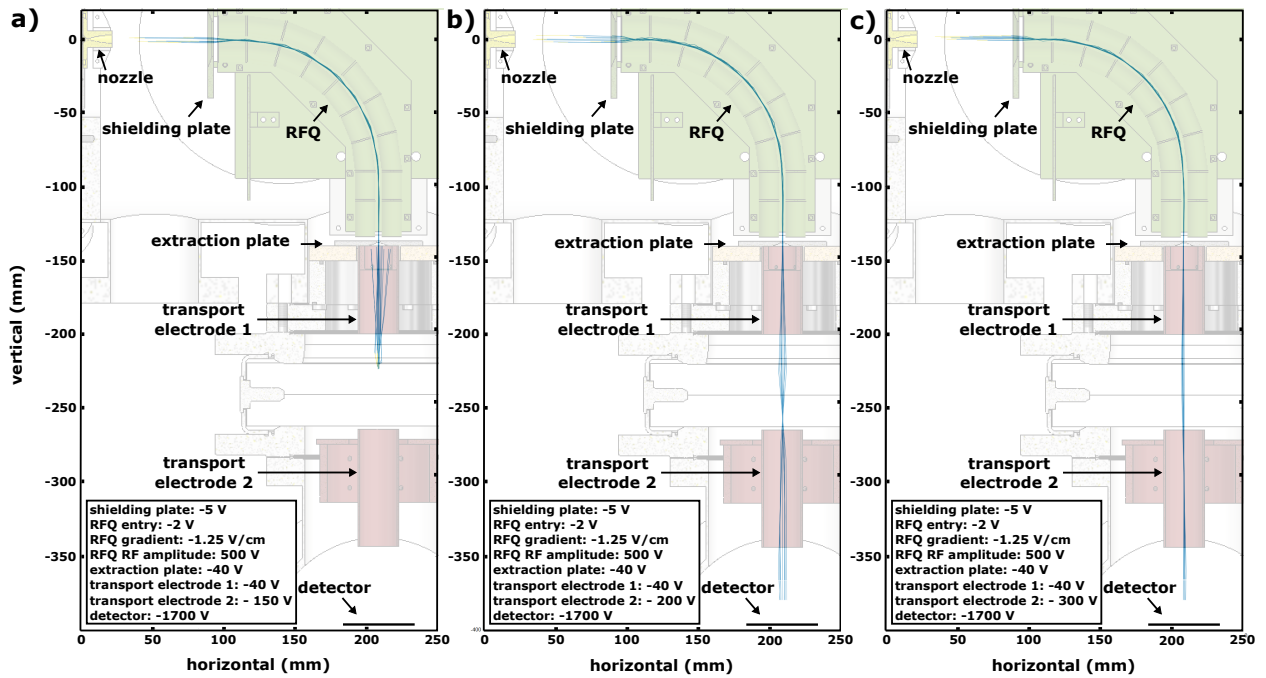 a)
0
-50
-100
-150
-200
-250
-300
-350
vertical (mm)
nozzle
shielding plate
RFQ
extraction plate
transport
electrode 1
transport
electrode 2
detector
shielding plate: -5 V
RFQ entry: -2 V
RFQ gradient: -1.25 V/cm
RFQ RF amplitude: 500 V
extraction plate: -40 V
transport electrode 1: -40 V
transport electrode 2: - 150 V
detector: -1700 V
0 50 100 150 200 250
horizontal (mm)
b)
0
-50
-100
-150
-200
-250
-300
-350
-400
nozzle
shielding plate
RFQ
extraction plate
transport
electrode 1
transport
electrode 2
detector
shielding plate: -5 V
RFQ entry: -2 V
RFQ gradient: -1.25 V/cm
RFQ RF amplitude: 500 V
extraction plate: -40 V
transport electrode 1: -40 V
transport electrode 2: - 200 V
detector: -1700 V
0 50 100 150 200 250
horizontal (mm)
c)
0
-50
-100
-150
-200
-250
-300
-350
nozzle
shielding plate
RFQ
extraction plate
transport
electrode 1
transport
electrode 2
detector
shielding plate: -5 V
RFQ entry: -2 V
RFQ gradient: -1.25 V/cm
RFQ RF amplitude: 500 V
extraction plate: -40 V
transport electrode 1: -40 V
transport electrode 2: - 300 V
detector: -1700 V
0 50 100 150 200 250
horizontal (mm)